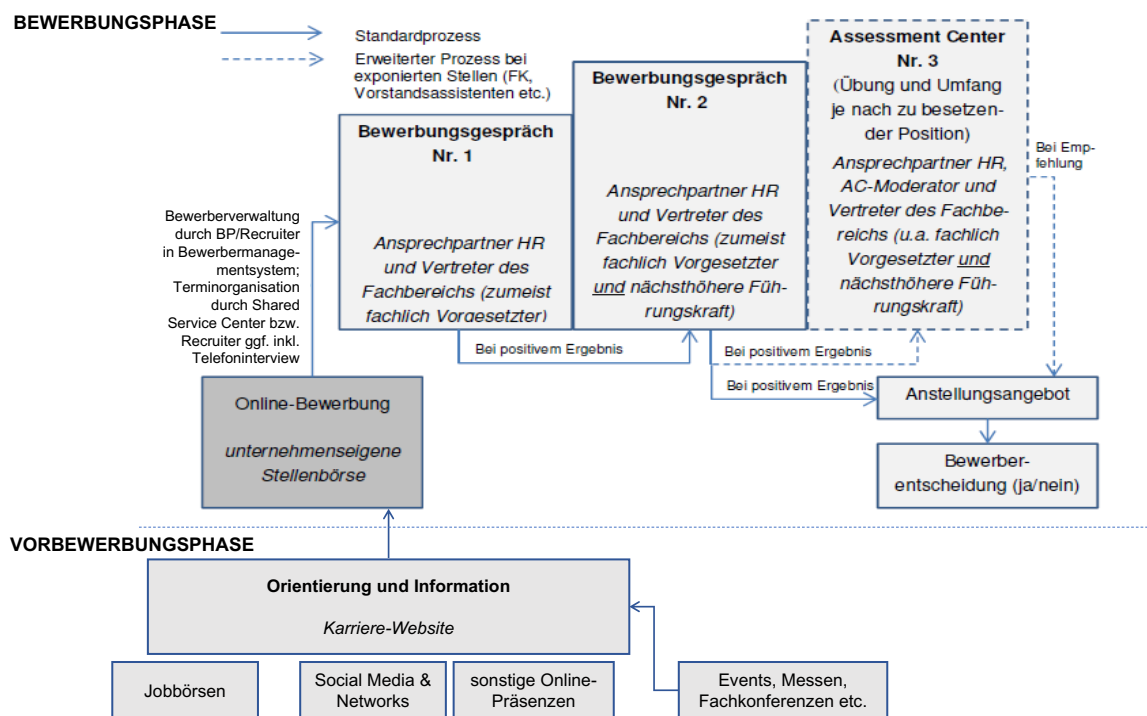 BEWERBUNGSPHASE
Standardprozess
Erweiterter Prozess bei
exponierten Stellen (FK,
Vorstandsassistenten etc.)
Bewerbungsgespräch
Nr. 1
Ansprechpartner HR
und Vertreter des
Fachbereichs (zumeist
fachlich Vorgesetzter)
Bewerbungsgespräch
Nr. 2
Ansprechpartner HR
und Vertreter des
Fachbereichs (zumeist
fachlich Vorgesetzter
und nächsthöhere Füh-
rungskraft)
Assessment Center
Nr. 3
(Übung und Umfang
je nach zu besetzen-
der Position)
Ansprechpartner HR,
AC-Moderator und
Vertreter des Fachbe-
reichs (u.a. fachlich
Vorgesetzter und
nächsthöhere Füh-
rungskraft)
Bei Emp-
fehlung
Bewerberverwaltung
durch BP/Recruiter
in Bewerbermanage-
mentsystem;
Terminorganisation
durch Shared
Service Center bzw.
Recruiter ggf. inkl.
Telefoninterview
Bei positivem Ergebnis
Bei positivem Ergebnis
Bei positivem Ergebnis
Online-Bewerbung
unternehmenseigene
Stellenbörse
Anstellungsangebot
Bewerber-
entscheidung (ja/nein)
VORBEWERBUNGSPHASE
Orientierung und Information
Karriere-Website
Jobbörsen
Social Media &
Networks
sonstige Online-
Präsenzen
Events, Messen,
Fachkonferenzen etc.